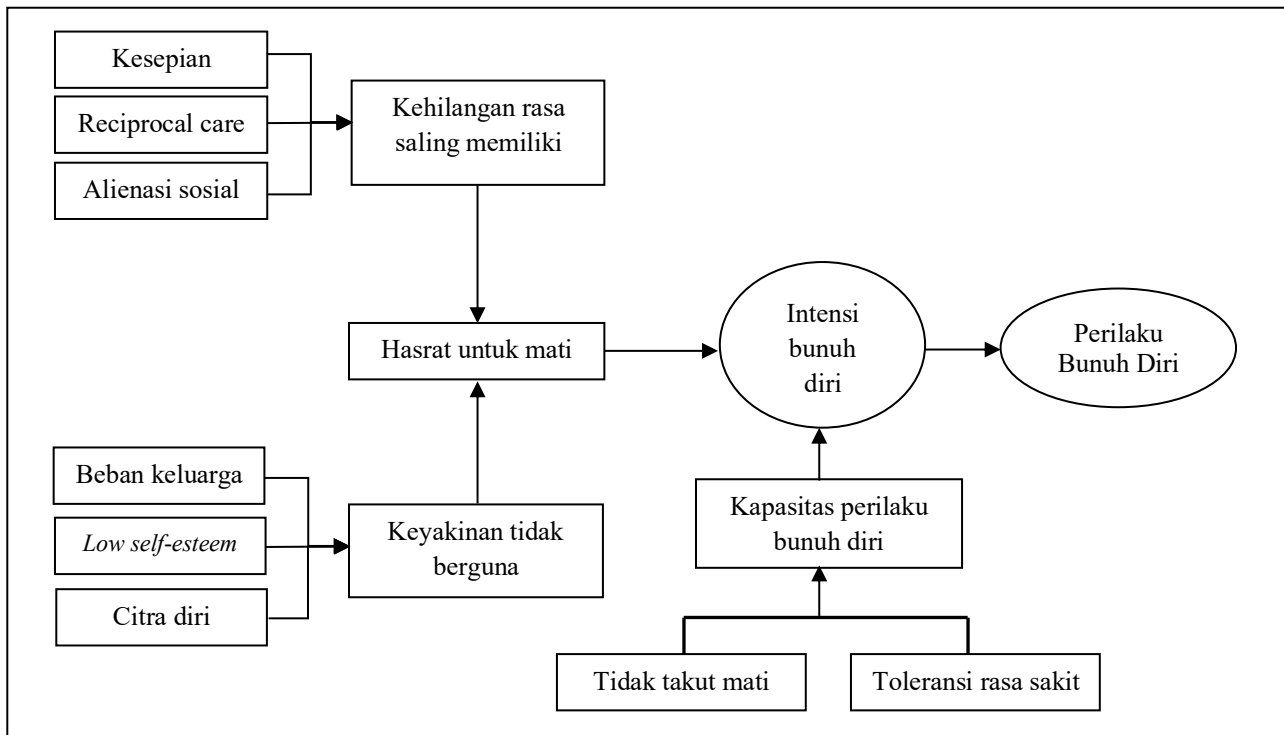 Kesepian
Reciprocal care
Alienasi sosial
Kehilangan rasa
saling memiliki
Hasrat untuk mati
Intensi
bunuh
diri
Perilaku
Bunuh Diri
Beban keluarga
Low self-esteem
Citra diri
Keyakinan tidak
berguna
Kapasitas perilaku
bunuh diri
Tidak takut mati
Toleransi rasa sakit